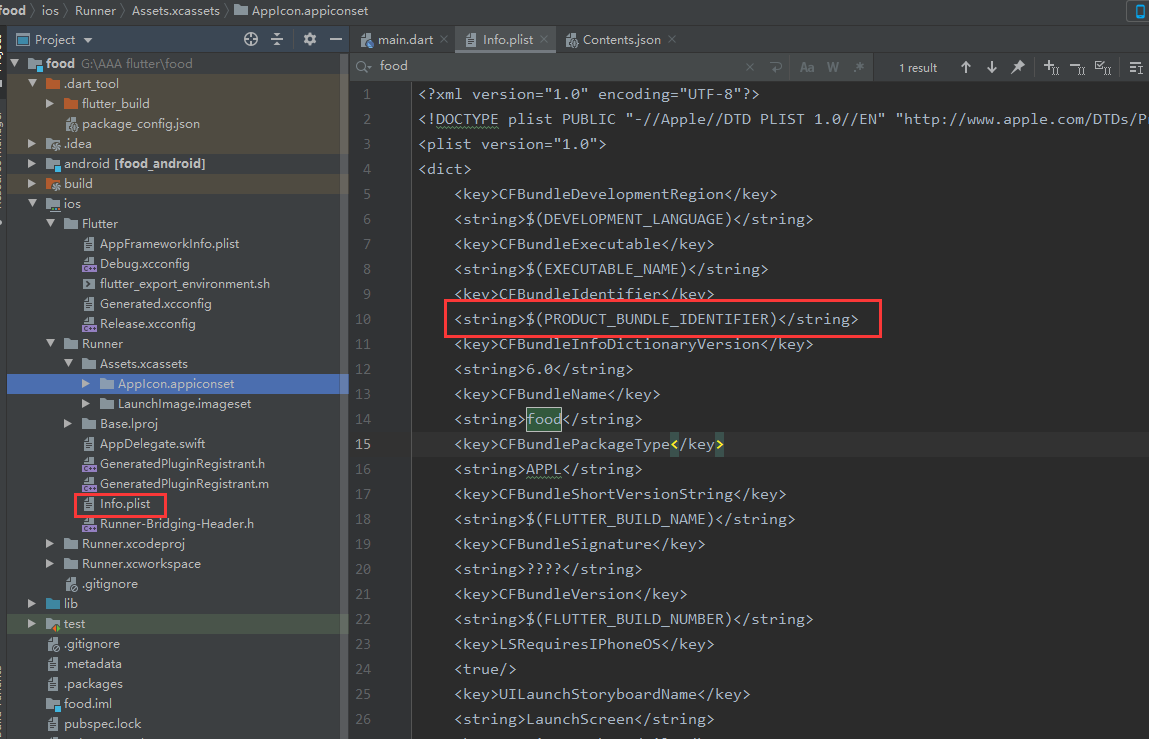 food  ios  Runner  Assets.xcassets  AppIcon.appiconset
Project
main.dart
Info.plist
Contents.json
food G:\AAA flutter\food
.dart_tool
flutter_build
package_config.json
.idea
android [food_android]
build
ios
Flutter
AppFrameworkInfo.plist
Debug.xcconfig
flutter_export_environment.sh
Generated.xcconfig
Release.xcconfig
Runner
Assets.xcassets
AppIcon.appiconset
LaunchImage.imageset
Base.lproj
AppDelegate.swift
GeneratedPluginRegistrant.h
GeneratedPluginRegistrant.m
Info.plist
Runner-Bridging-Header.h
Runner.xcodeproj
Runner.xcworkspace
.gitignore
lib
test
.gitignore
.metadata
.packages
food.iml
pubspec.lock
food
Aa W .* 1 result
1 <?xml version="1.0" encoding="UTF-8"?>
2 <!DOCTYPE plist PUBLIC "-//Apple//DTD PLIST 1.0//EN" "http://www.apple.com/DTDs/Pr
3 <plist version="1.0">
4 <dict>
5 <key>CFBundleDevelopmentRegion</key>
6 <string>$(DEVELOPMENT_LANGUAGE)</string>
7 <key>CFBundleExecutable</key>
8 <string>$(EXECUTABLE_NAME)</string>
9 <key>CFBundleIdentifier</key>
10 <string>$(PRODUCT_BUNDLE_IDENTIFIER)</string>
11 <key>CFBundleInfoDictionaryVersion</key>
12 <string>6.0</string>
13 <key>CFBundleName</key>
14 <string>food</string>
15 <key>CFBundlePackageType</key>
16 <string>APPL</string>
17 <key>CFBundleShortVersionString</key>
18 <string>$(FLUTTER_BUILD_NAME)</string>
19 <key>CFBundleSignature</key>
20 <string>????</string>
21 <key>CFBundleVersion</key>
22 <string>$(FLUTTER_BUILD_NUMBER)</string>
23 <key>LSRequiresIPhoneOS</key>
24 <true/>
25 <key>UILaunchStoryboardName</key>
26 <string>LaunchScreen</string>